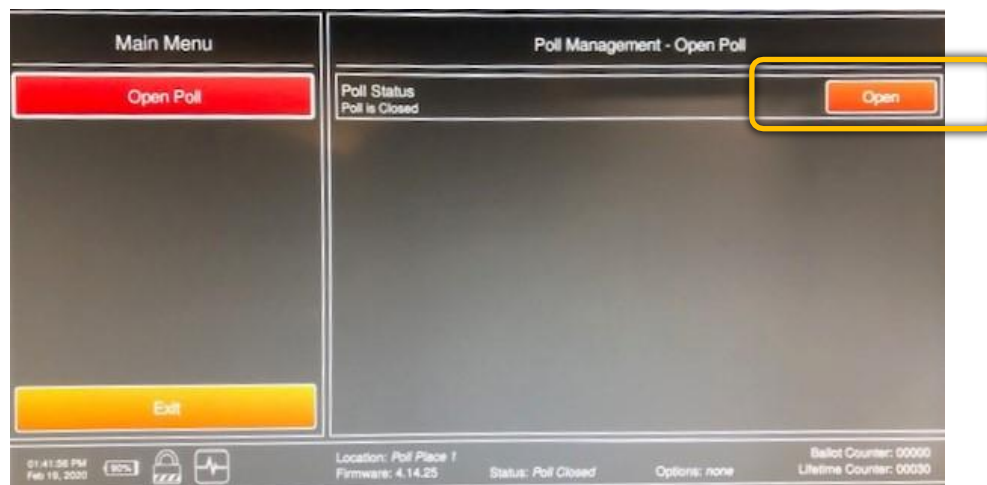 Main Menu
Poll Management - Open Poll
Open Poll
Poll Status
Poll is Closed
Open
Exit
01:41:56 PM
Feb 19, 2020
90%
Location: Poll Place 1
Firmware: 4.14.25
Status: Poll Closed
Options: none
Ballot Counter: 00000
Lifetime Counter: 00030